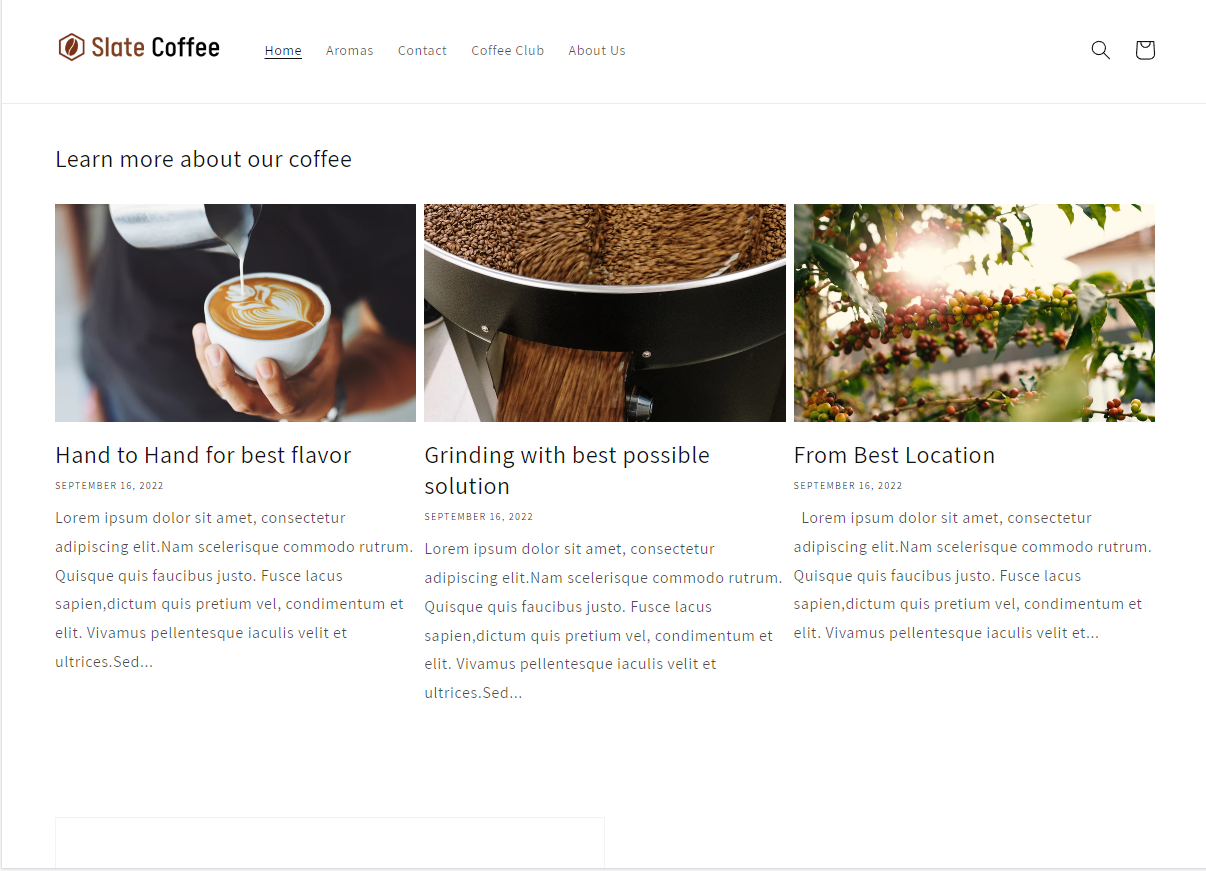 Slate Coffee
Home Aromas Contact Coffee Club About Us
Learn more about our coffee
Hand to Hand for best flavor
SEPTEMBER 16, 2022
Lorem ipsum dolor sit amet, consectetur
adipiscing elit.Nam scelerisque commodo rutrum.
Quisque quis faucibus justo. Fusce lacus
sapien,dictum quis pretium vel, condimentum et
elit. Vivamus pellentesque iaculis velit et
ultrices.Sed...
Grinding with best possible
solution
SEPTEMBER 16, 2022
Lorem ipsum dolor sit amet, consectetur
adipiscing elit.Nam scelerisque commodo rutrum.
Quisque quis faucibus justo. Fusce lacus
sapien,dictum quis pretium vel, condimentum et
elit. Vivamus pellentesque iaculis velit et
ultrices.Sed...
From Best Location
SEPTEMBER 16, 2022
Lorem ipsum dolor sit amet, consectetur
adipiscing elit.Nam scelerisque commodo rutrum.
Quisque quis faucibus justo. Fusce lacus
sapien,dictum quis pretium vel, condimentum et
elit. Vivamus pellentesque iaculis velit et...